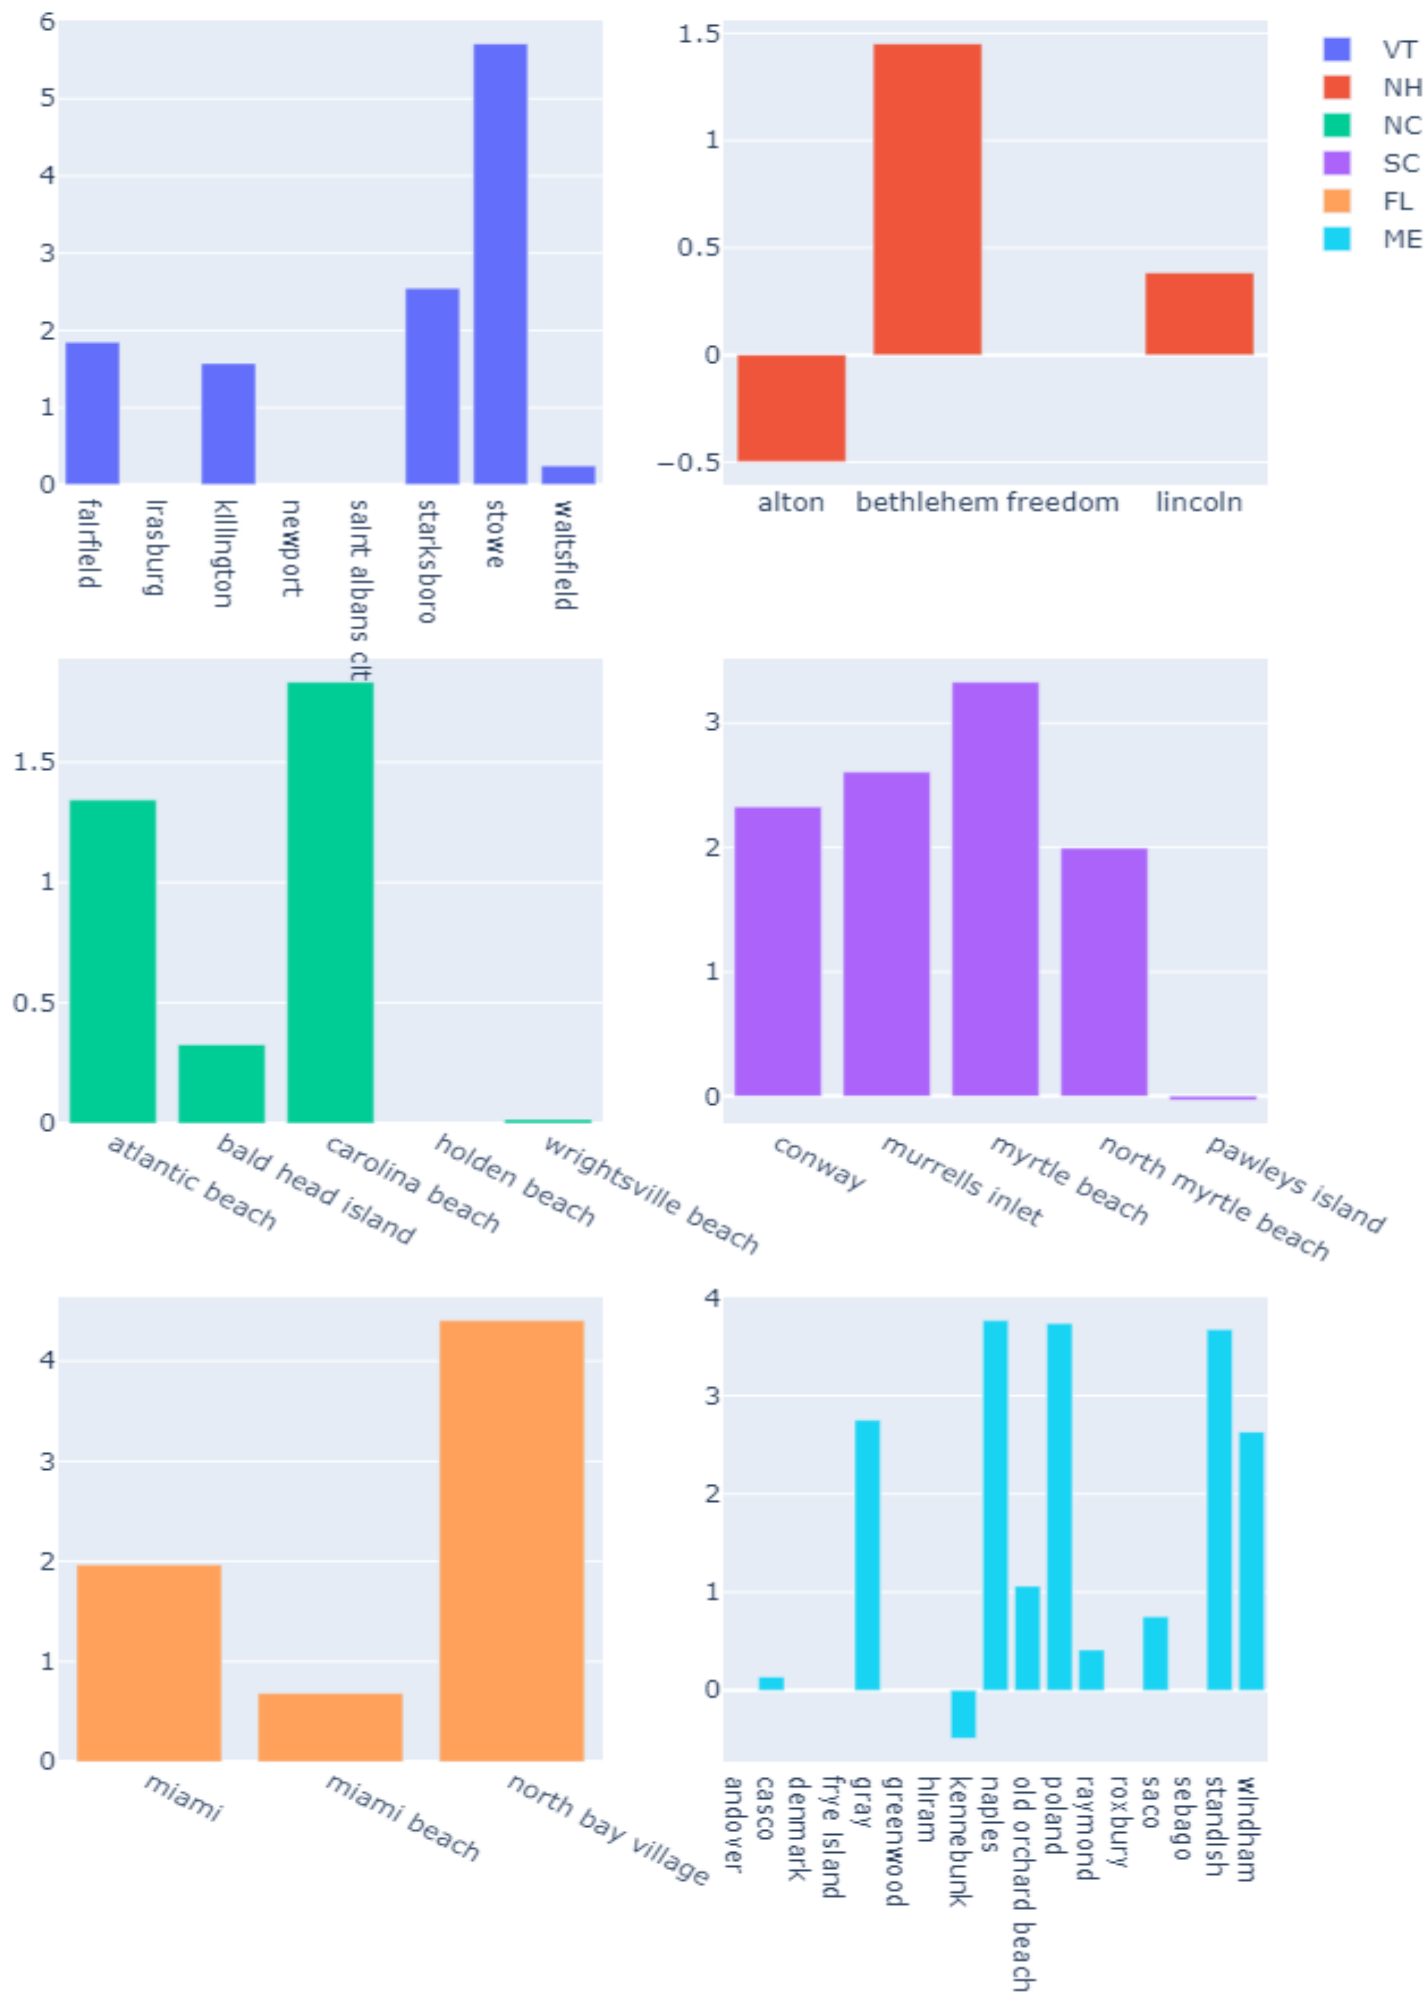 6
5
4
3
2
1
0
fairfield
irasburg
killington
newport
saint albans cit
starksboro
stowe
waitsfield
1.5
1
0.5
0
−0.5
alton
bethlehem
freedom
lincoln
VT
NH
NC
SC
FL
ME
1.5
1
0.5
0
atlantic beach
bald head island
carolina beach
holden beach
wrightsville beach
3
2
1
0
conway
murrells inlet
myrtle beach
north myrtle beach
pawleys island
4
3
2
1
0
miami
miami beach
north bay village
4
3
2
1
0
andover
casco
denmark
frye island
gray
greenwood
hiram
kennebunk
naples
old orchard beach
poland
raymond
roxbury
saco
sebago
standish
windham